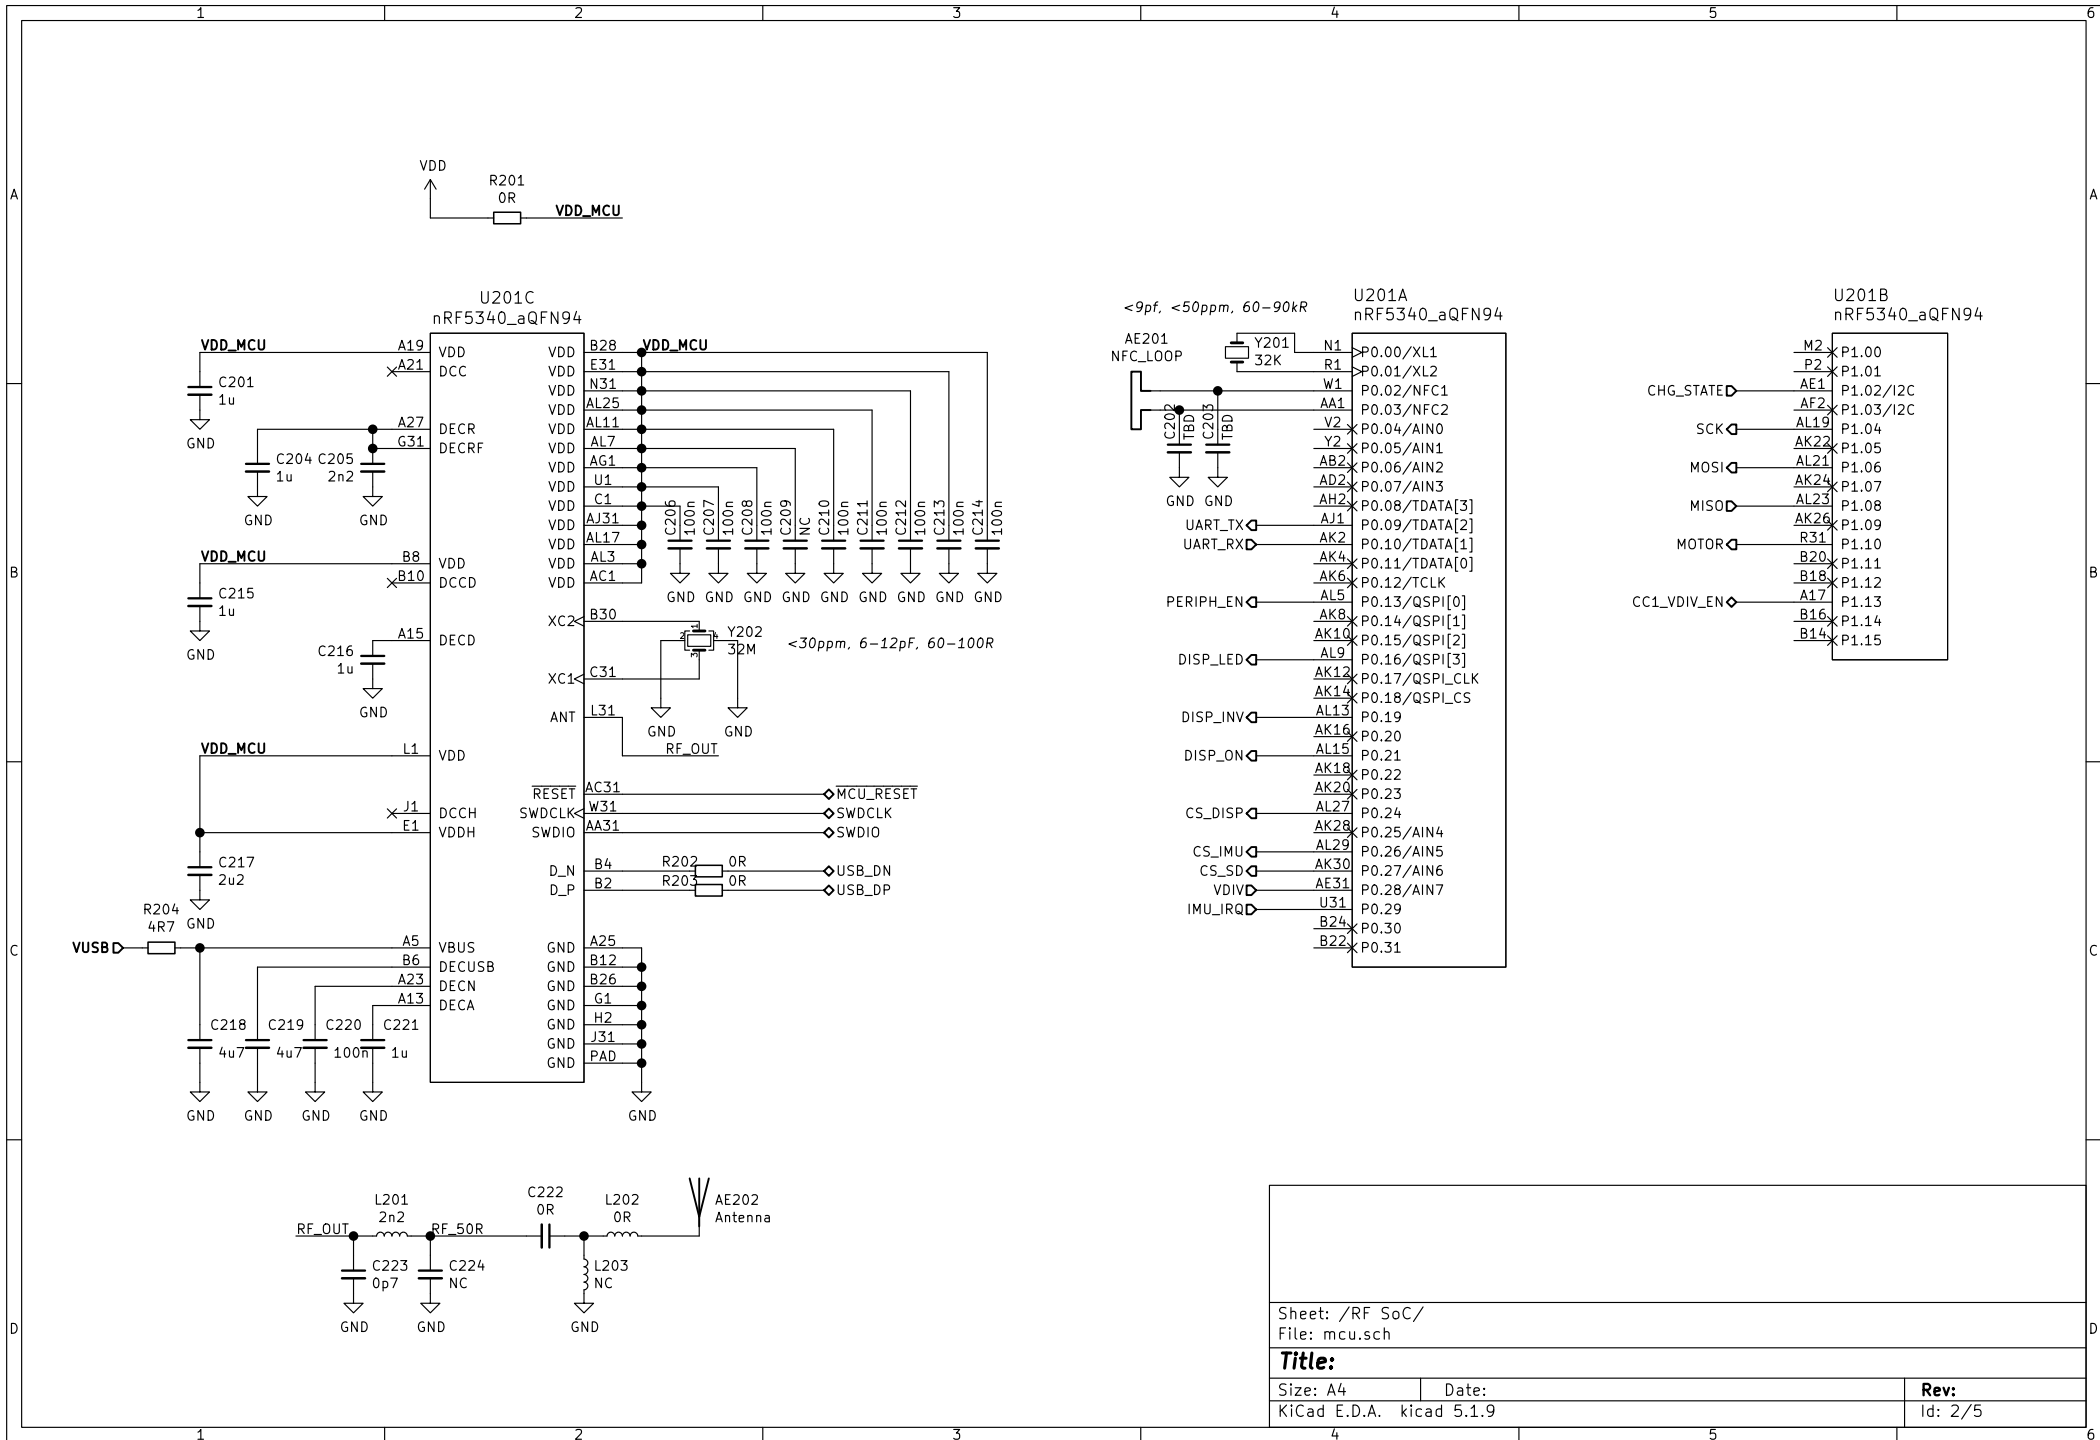 1 2 3 4 5 6
A
B
C
D
VDD
R201
0R
VDD_MCU
U201C
nRF5340_aQFN94
VDD_MCU A19 VDD
A21 DCC
C201
1u
GND
A27 DECR
G31 DECRF
C204
1u
GND
C205
2n2
GND
VDD_MCU B8 VDD
B10 DCCD
C215
1u
GND
A15 DECD
C216
1u
GND
VDD_MCU L1 VDD
J1 DCCH
E1 VDDH
C217
2u2
GND
R204
4R7
VUSB
A5 VBUS
B6 DECUSB
A23 DECN
A13 DECA
C218
4u7
GND
C219
4u7
GND
C220
100n
GND
C221
1u
GND
VDD B28 VDD_MCU
VDD E31
VDD N31
VDD AL25
VDD AL11
VDD AL7
VDD AG1
VDD U1
VDD C1
VDD AJ31
VDD AL17
VDD AL3
VDD AC1
C206
100n
GND
C207
100n
GND
C208
100n
GND
C209
NC
GND
C210
100n
GND
C211
100n
GND
C212
100n
GND
C213
100n
GND
C214
100n
GND
XC2 B30
XC1 C31
1
2
3
4
Y202
32M
<30ppm, 6-12pF, 60-100R
GND
GND
ANT L31
RF_OUT
RESET AC31 MCU_RESET
SWDCLK W31 SWDCLK
SWDIO AA31 SWDIO
D_N B4 R202 0R USB_DN
D_P B2 R203 0R USB_DP
GND A25
GND B12
GND B26
GND G1
GND H2
GND J31
GND PAD
GND
RF_OUT
L201
2n2
RF_50R
C222
0R
L202
0R
AE202
Antenna
C223
0p7
GND
C224
NC
GND
L203
NC
GND
<9pf, <50ppm, 60-90kR
AE201
NFC_LOOP
Y201
32K
C202
TBD
GND
C203
TBD
GND
U201A
nRF5340_aQFN94
N1 P0.00/XL1
R1 P0.01/XL2
W1 P0.02/NFC1
AA1 P0.03/NFC2
V2 P0.04/AIN0
Y2 P0.05/AIN1
AB2 P0.06/AIN2
AD2 P0.07/AIN3
AH2 P0.08/TDATA[3]
UART_TX AJ1 P0.09/TDATA[2]
UART_RX AK2 P0.10/TDATA[1]
AK4 P0.11/TDATA[0]
AK6 P0.12/TCLK
PERIPH_EN AL5 P0.13/QSPI[0]
AK8 P0.14/QSPI[1]
AK10 P0.15/QSPI[2]
DISP_LED AL9 P0.16/QSPI[3]
AK12 P0.17/QSPI_CLK
AK14 P0.18/QSPI_CS
DISP_INV AL13 P0.19
AK16 P0.20
DISP_ON AL15 P0.21
AK18 P0.22
AK20 P0.23
CS_DISP AL27 P0.24
AK28 P0.25/AIN4
CS_IMU AL29 P0.26/AIN5
CS_SD AK30 P0.27/AIN6
VDIV AE31 P0.28/AIN7
IMU_IRQ U31 P0.29
B24 P0.30
B22 P0.31
U201B
nRF5340_aQFN94
M2 P1.00
P2 P1.01
CHG_STATE AE1 P1.02/I2C
AF2 P1.03/I2C
SCK AL19 P1.04
AK22 P1.05
MOSI AL21 P1.06
AK24 P1.07
MISO AL23 P1.08
AK26 P1.09
MOTOR R31 P1.10
B20 P1.11
B18 P1.12
CC1_VDIV_EN A17 P1.13
B16 P1.14
B14 P1.15
Sheet: /RF SoC/
File: mcu.sch
Title:
Size: A4 Date: Rev:
KiCad E.D.A. kicad 5.1.9 Id: 2/5
A
B
C
D
1 2 3 4 5 6